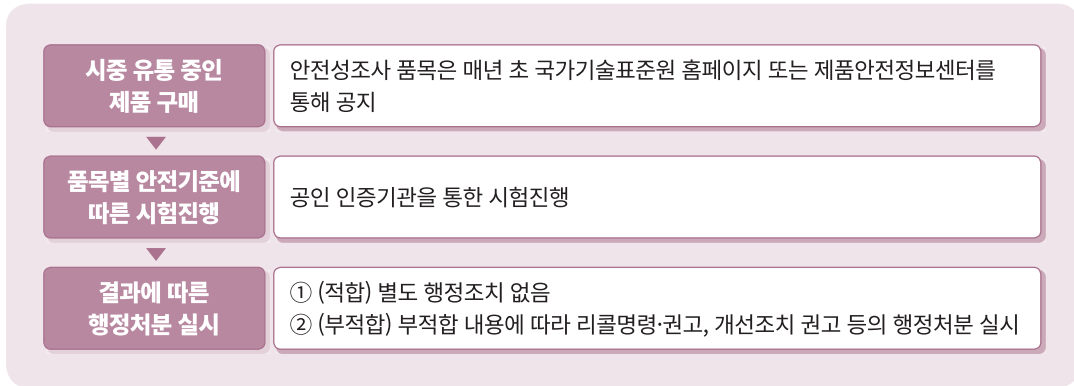 시중 유통 중인
제품 구매
안전성조사 품목은 매년 초 국가기술표준원 홈페이지 또는 제품안전정보센터를
통해 공지
품목별 안전기준에
따른 시험진행
공인 인증기관을 통한 시험진행
결과에 따른
행정처분 실시
① (적합) 별도 행정조치 없음
② (부적합) 부적합 내용에 따라 리콜명령·권고, 개선조치 권고 등의 행정처분 실시